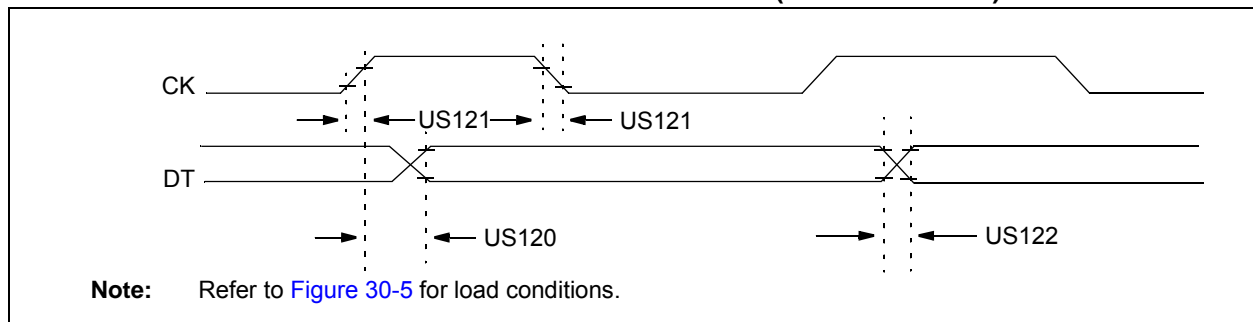 CK
US121
US121
DT
US120
US122
Note: Refer to Figure 30-5 for load conditions.